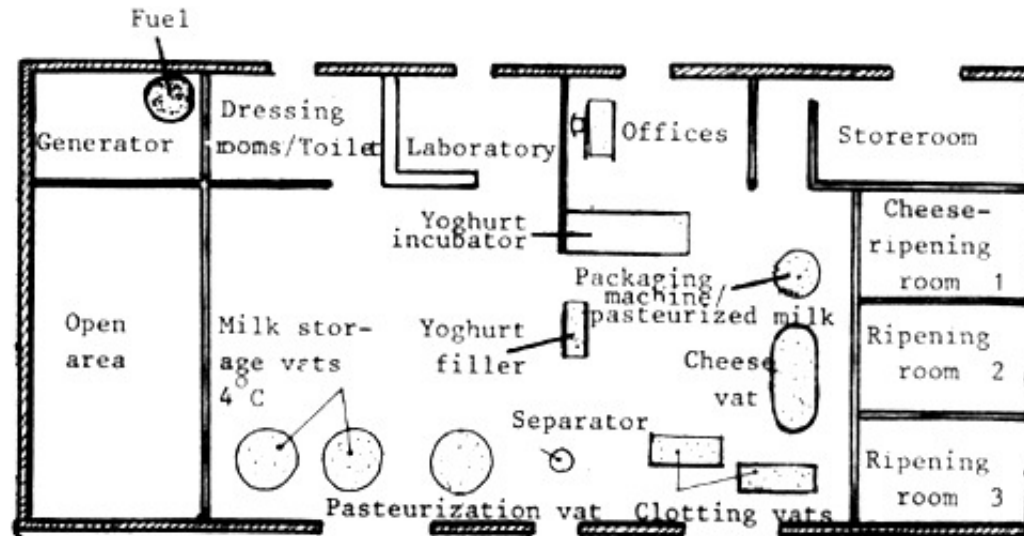 Fuel
Generator
Dressing
rooms/Toilet
Laboratory
Offices
Storeroom
Yoghurt
incubator
Cheese-
ripening
room 1
Packaging
machine/
pasteurized milk
Open
area
Milk stor-
age vats
4°C
Yoghurt
filler
Cheese
vat
Ripening
room 2
Separator
Ripening
room 3
Pasteurization vat
Clotting vats